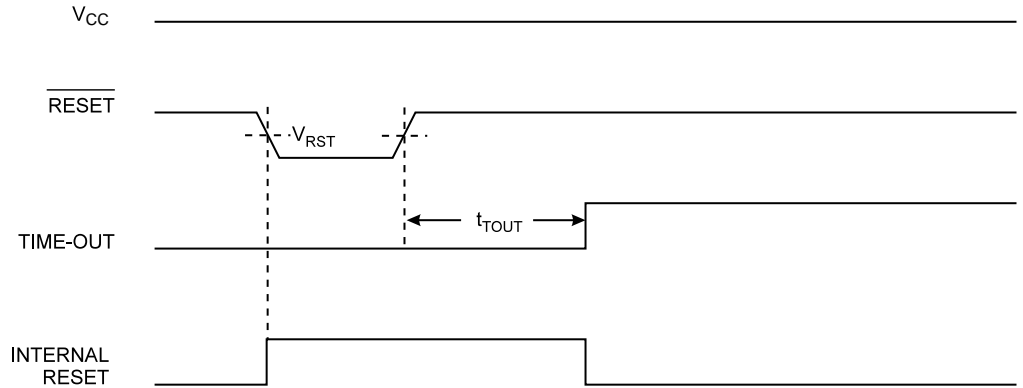 VCC
RESET
VRST
tTOUT
TIME-OUT
INTERNAL
RESET